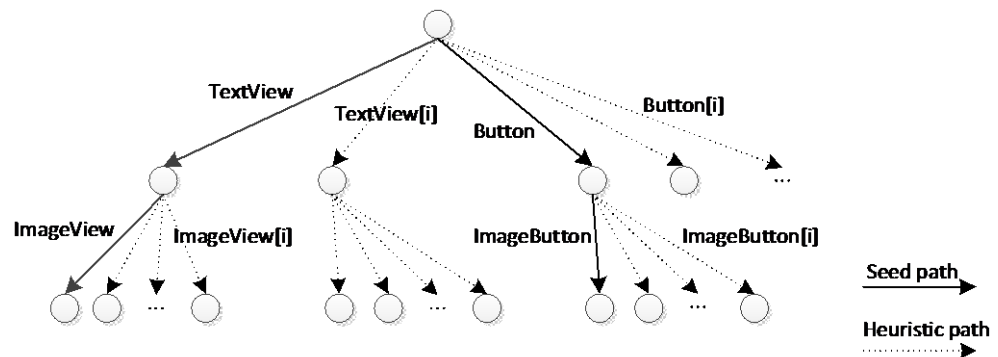 TextView
TextView[i]
Button
Button[i]
...
ImageView
ImageView[i]
ImageButton
ImageButton[i]
...
...
...
Seed path
Heuristic path